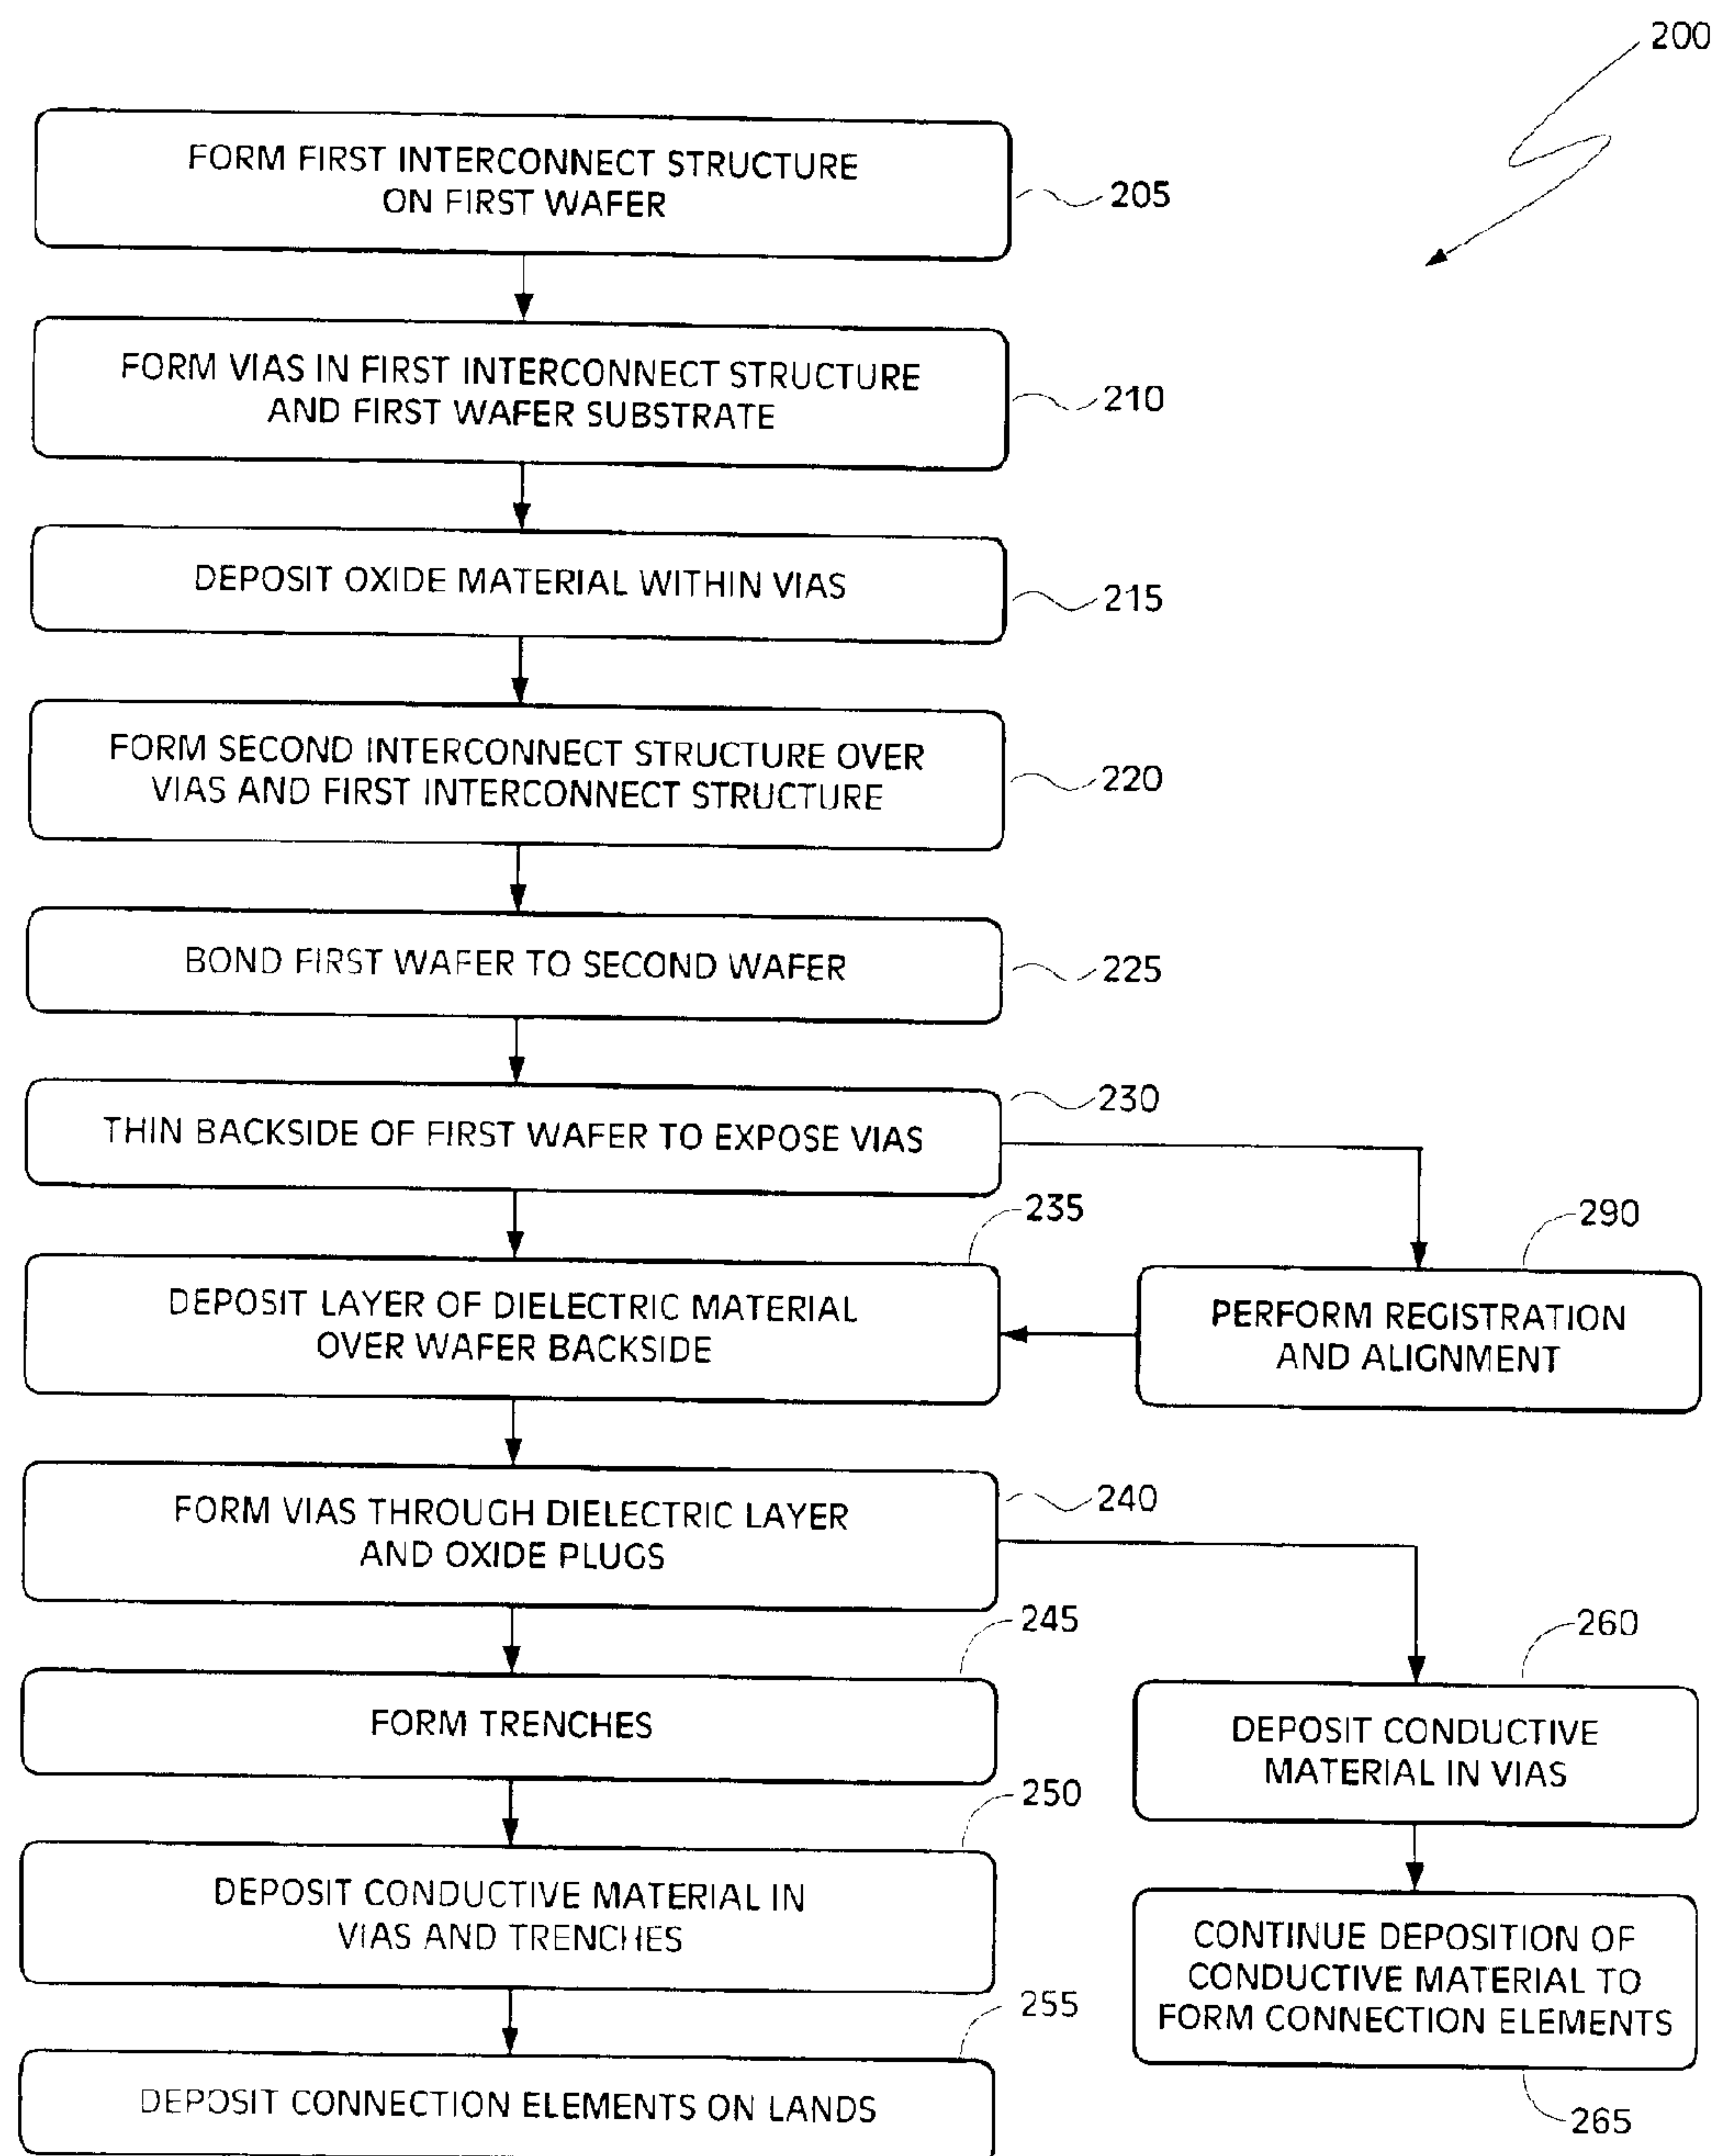 200
FORM FIRST INTERCONNECT STRUCTURE
ON FIRST WAFER
205
FORM VIAS IN FIRST INTERCONNECT STRUCTURE
AND FIRST WAFER SUBSTRATE
210
DEPOSIT OXIDE MATERIAL WITHIN VIAS
215
FORM SECOND INTERCONNECT STRUCTURE OVER
VIAS AND FIRST INTERCONNECT STRUCTURE
220
BOND FIRST WAFER TO SECOND WAFER
225
THIN BACKSIDE OF FIRST WAFER TO EXPOSE VIAS
230
235
DEPOSIT LAYER OF DIELECTRIC MATERIAL
OVER WAFER BACKSIDE
290
PERFORM REGISTRATION
AND ALIGNMENT
FORM VIAS THROUGH DIELECTRIC LAYER
AND OXIDE PLUGS
240
245
FORM TRENCHES
260
DEPOSIT CONDUCTIVE
MATERIAL IN VIAS
250
DEPOSIT CONDUCTIVE MATERIAL IN
VIAS AND TRENCHES
CONTINUE DEPOSITION OF
CONDUCTIVE MATERIAL TO
FORM CONNECTION ELEMENTS
265
255
DEPOSIT CONNECTION ELEMENTS ON LANDS